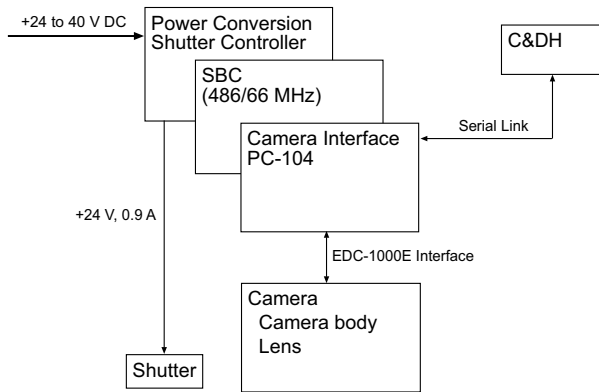 +24 to 40 V DC
Power Conversion
Shutter Controller
C&DH
SBC
(486/66 MHz)
Camera Interface
PC-104
Serial Link
+24 V, 0.9 A
EDC-1000E Interface
Camera
Camera body
Lens
Shutter